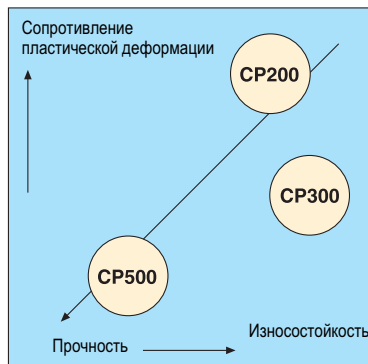 Сопротивление
пластической деформации
CP200
CP300
CP500
Износостойкость
Прочность